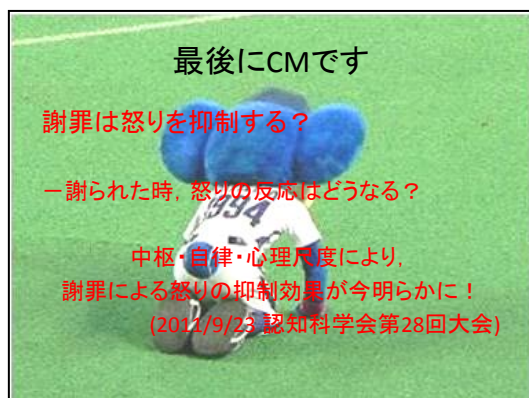 最後にCMです
謝罪は怒りを抑制する？
－謝られた時，怒りの反応はどうなる？
1994
中枢・自律・心理尺度により，
謝罪による怒りの抑制効果が今明らかに！
(2011/9/23 認知科学会第28回大会)